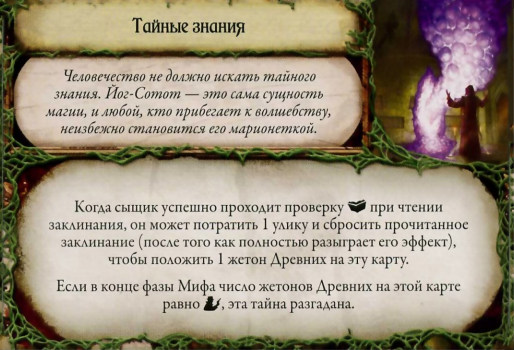 Тайные знания
Человечество не должно искать тайного
знания. Йог-Сотот — это сама сущность
магии, и любой, кто прибегает к волшебству,
неизбежно становится его марионеткой.
Когда сыщик успешно проходит проверку при чтении
заклинания, он может потратить 1 улику и сбросить прочитанное
заклинание (после того как полностью разыграет его эффект),
чтобы положить 1 жетон Древних на эту карту.
Если в конце фазы Мифа число жетонов Древних на этой карте
равно , эта тайна разгадана.